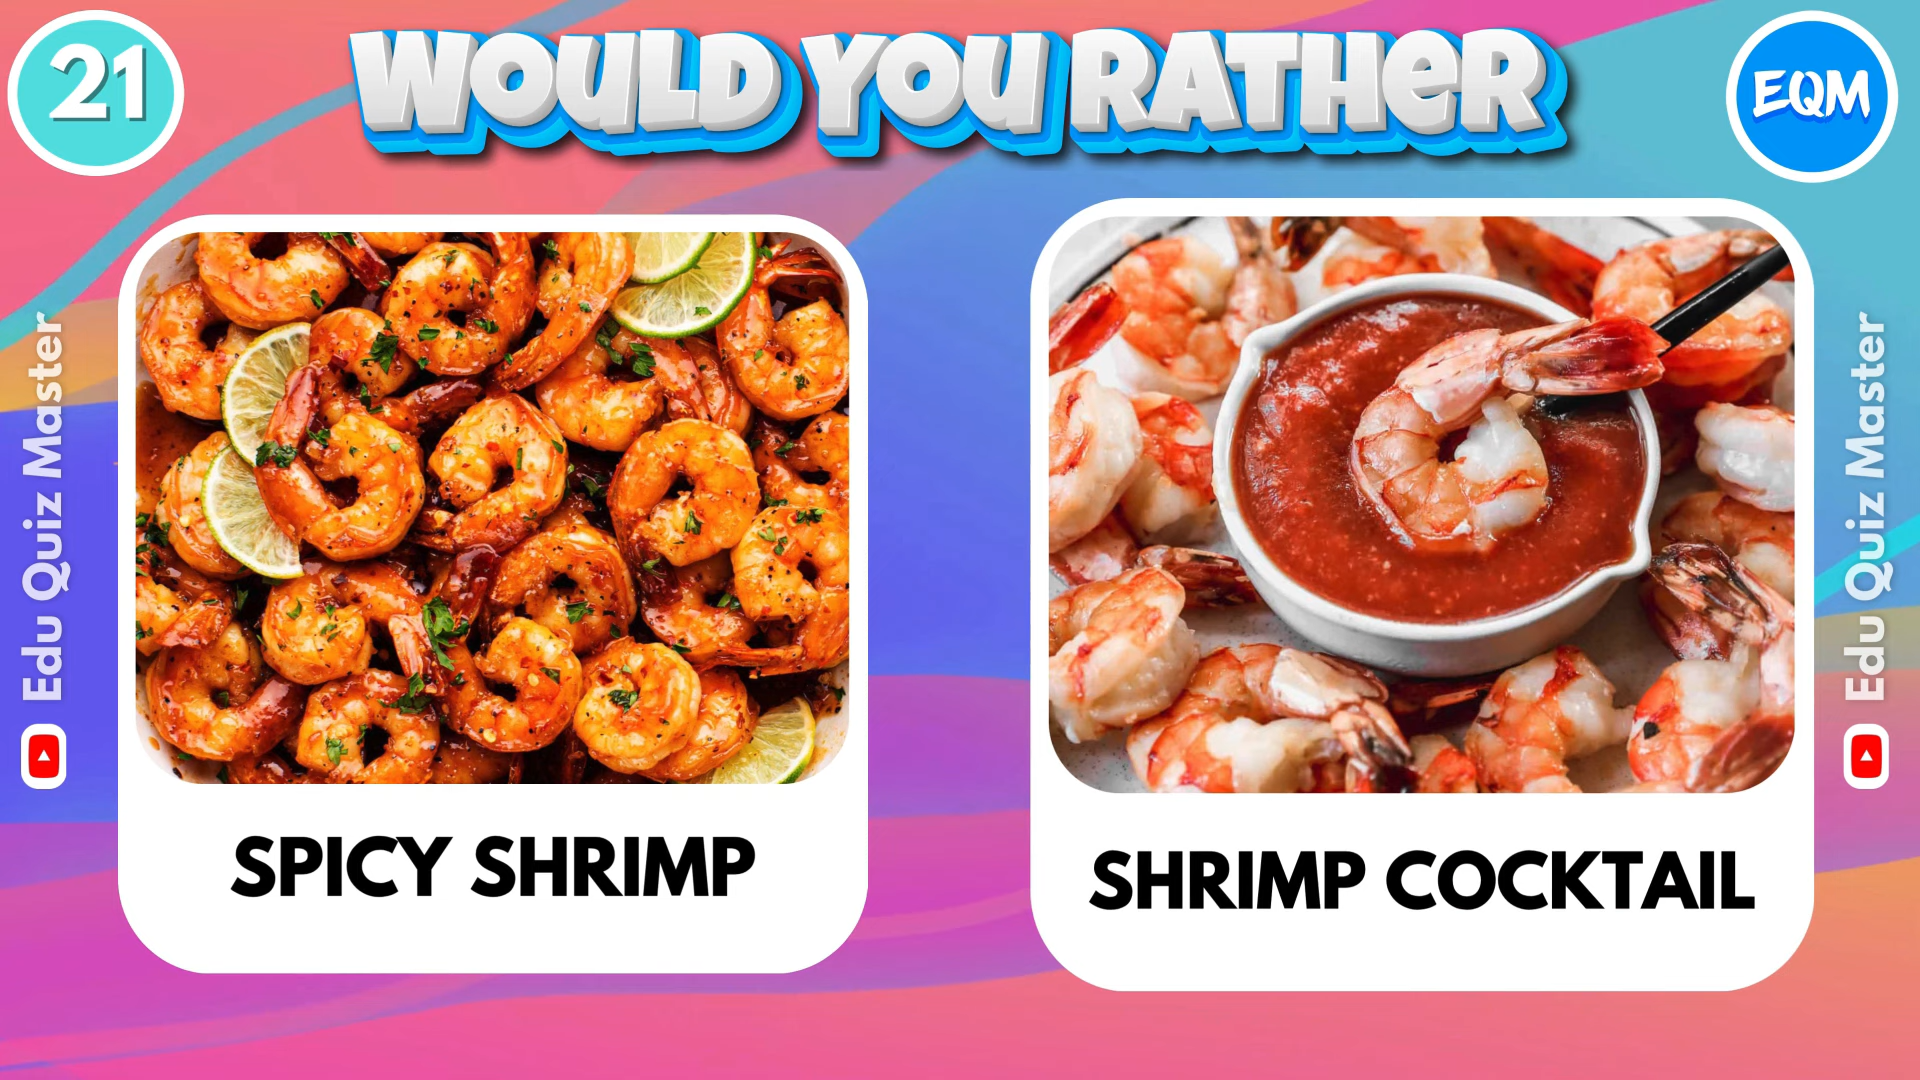 21
WOULD YOU RATHER
EQM
SPICY SHRIMP
SHRIMP COCKTAIL
Edu Quiz Master
Edu Quiz Master